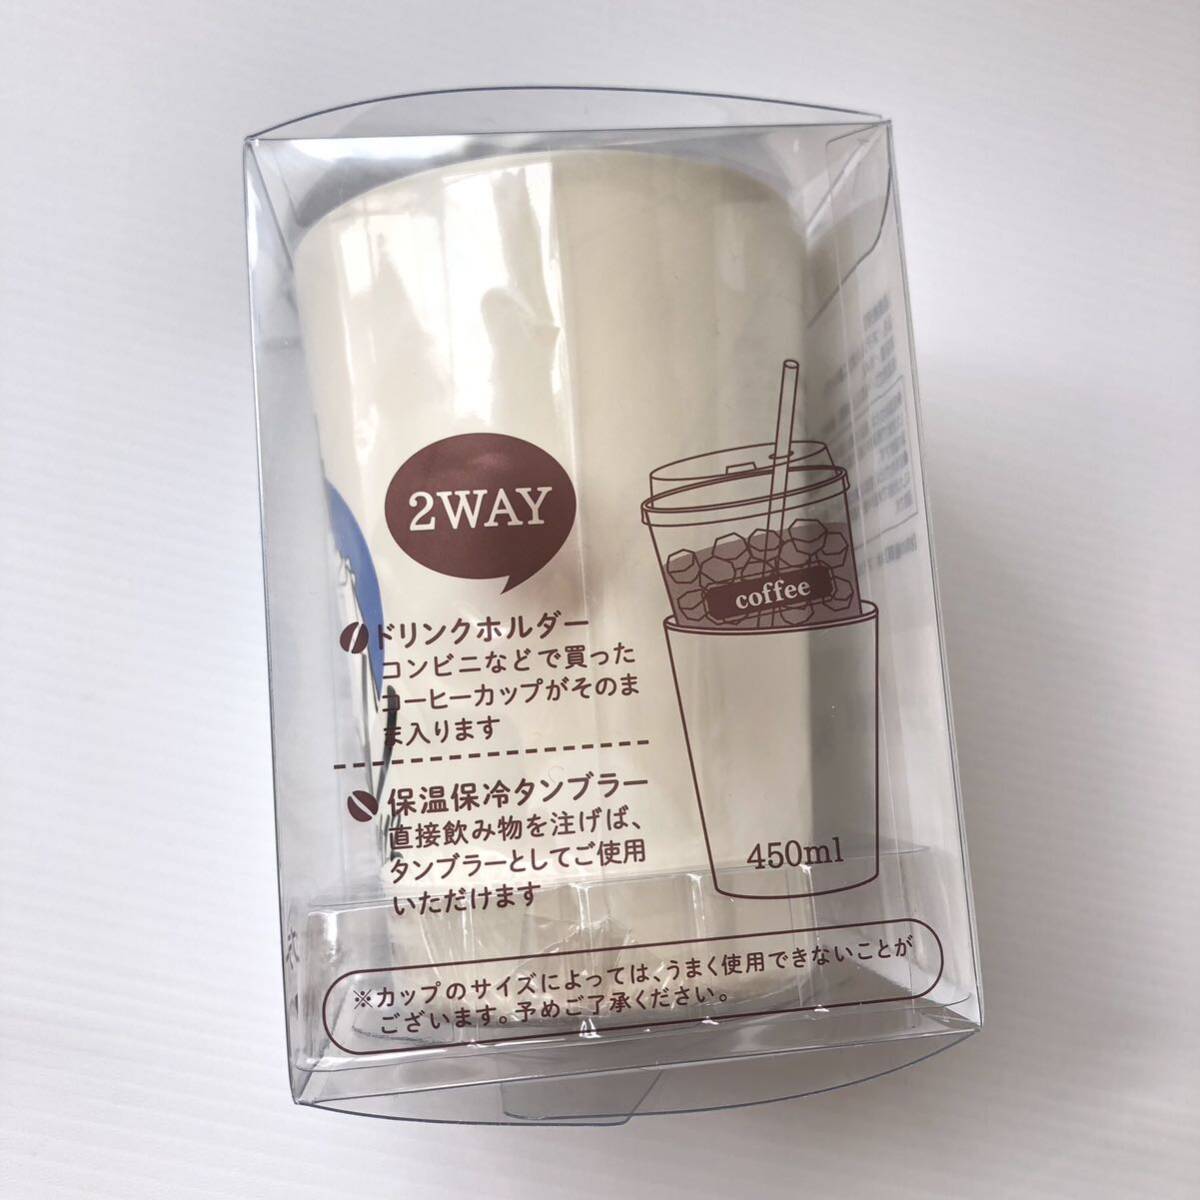 2WAY
ドリンクホルダー
コンビニなどで買った
コーヒーカップがそのま
ま入ります
保温保冷タンブラー
直接飲み物を注げば、
タンブラーとしてご使用
いただけます
coffee
450ml
※カップのサイズによっては、うまく使用できないことが
ございます。予めご了承ください。